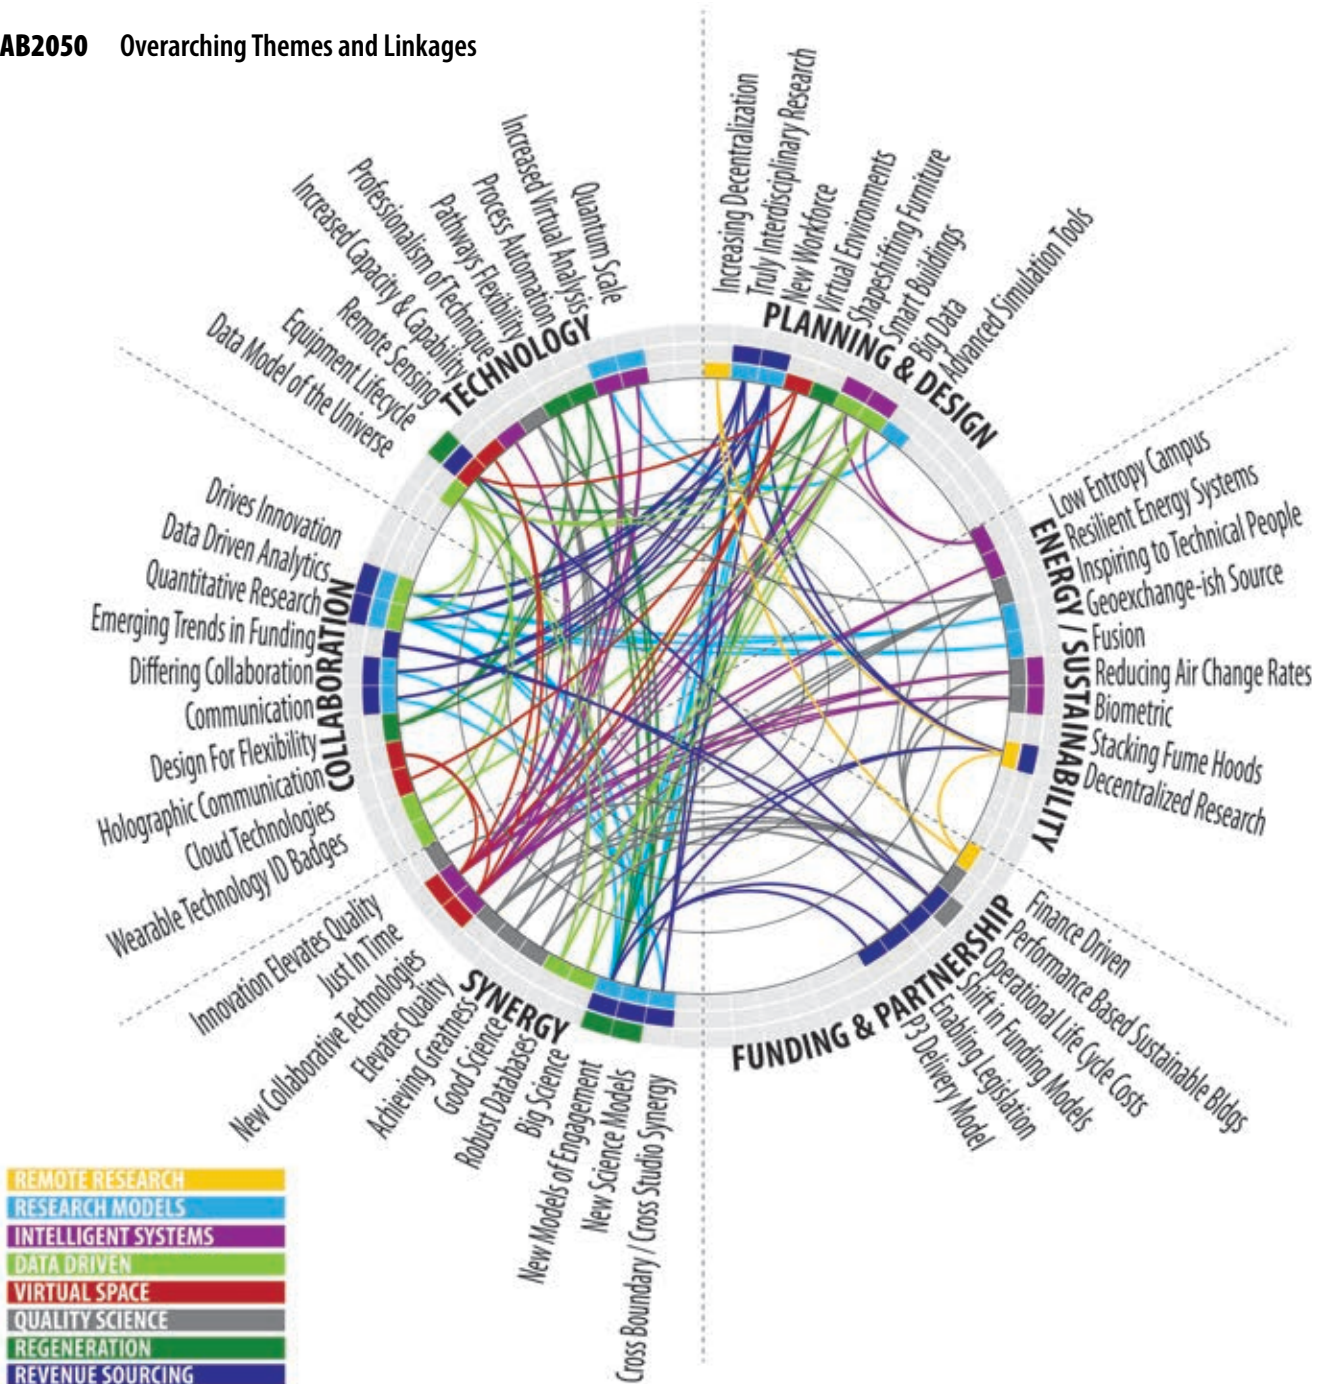 AB2050 Overarching Themes and Linkages
PLANNING & DESIGN
Increasing Decentralization
Truly Interdisciplinary Research
New Workforce
Virtual Environments
Shapeshifting Furniture
Smart Buildings
Big Data
Advanced Simulation Tools
ENERGY / SUSTAINABILITY
Low Entropy Campus
Resilient Energy Systems
Inspiring to Technical People
Geoexchange-ish Source
Fusion
Reducing Air Change Rates
Biometric
Stacking Fume Hoods
Decentralized Research
FUNDING & PARTNERSHIP
Finance Driven
Performance Based Sustainable Bldgs
Operational Life Cycle Costs
Shift in Funding Models
Enabling Legislation
P3 Delivery Model
SYNERGY
Cross Boundary / Cross Studio Synergy
New Science Models
New Models of Engagement
Big Science
Robust Databases
Good Science
Achieving Greatness
Elevates Quality
New Collaborative Technologies
Just In Time
Innovation Elevates Quality
COLLABORATION
Wearable Technology ID Badges
Cloud Technologies
Holographic Communication
Design For Flexibility
Communication
Differing Collaboration
Emerging Trends in Funding
Quantitative Research
Data Driven Analytics
Drives Innovation
TECHNOLOGY
Data Model of the Universe
Equipment Lifecycle
Remote Sensing
Increased Capacity & Capability
Professionalism of Technique
Pathways Flexibility
Process Automation
Increased Virtual Analysis
Quantum Scale
REMOTE RESEARCH
RESEARCH MODELS
INTELLIGENT SYSTEMS
DATA DRIVEN
VIRTUAL SPACE
QUALITY SCIENCE
REGENERATION
REVENUE SOURCING